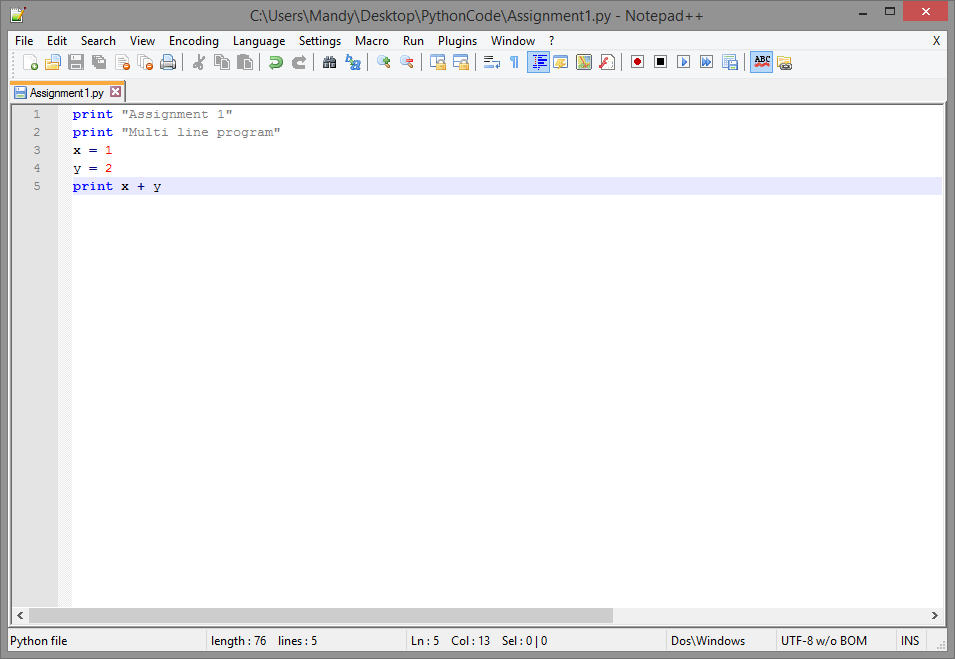 C:\Users\Mandy\Desktop\PythonCode\Assignment1.py - Notepad++
File Edit Search View Encoding Language Settings Macro Run Plugins Window ? X
ABC
Assignment1.py
1 print "Assignment 1"
2 print "Multi line program"
3 x = 1
4 y = 2
5 print x + y
Python file length : 76 lines : 5 Ln : 5 Col : 13 Sel : 0 | 0 Dos\Windows UTF-8 w/o BOM INS